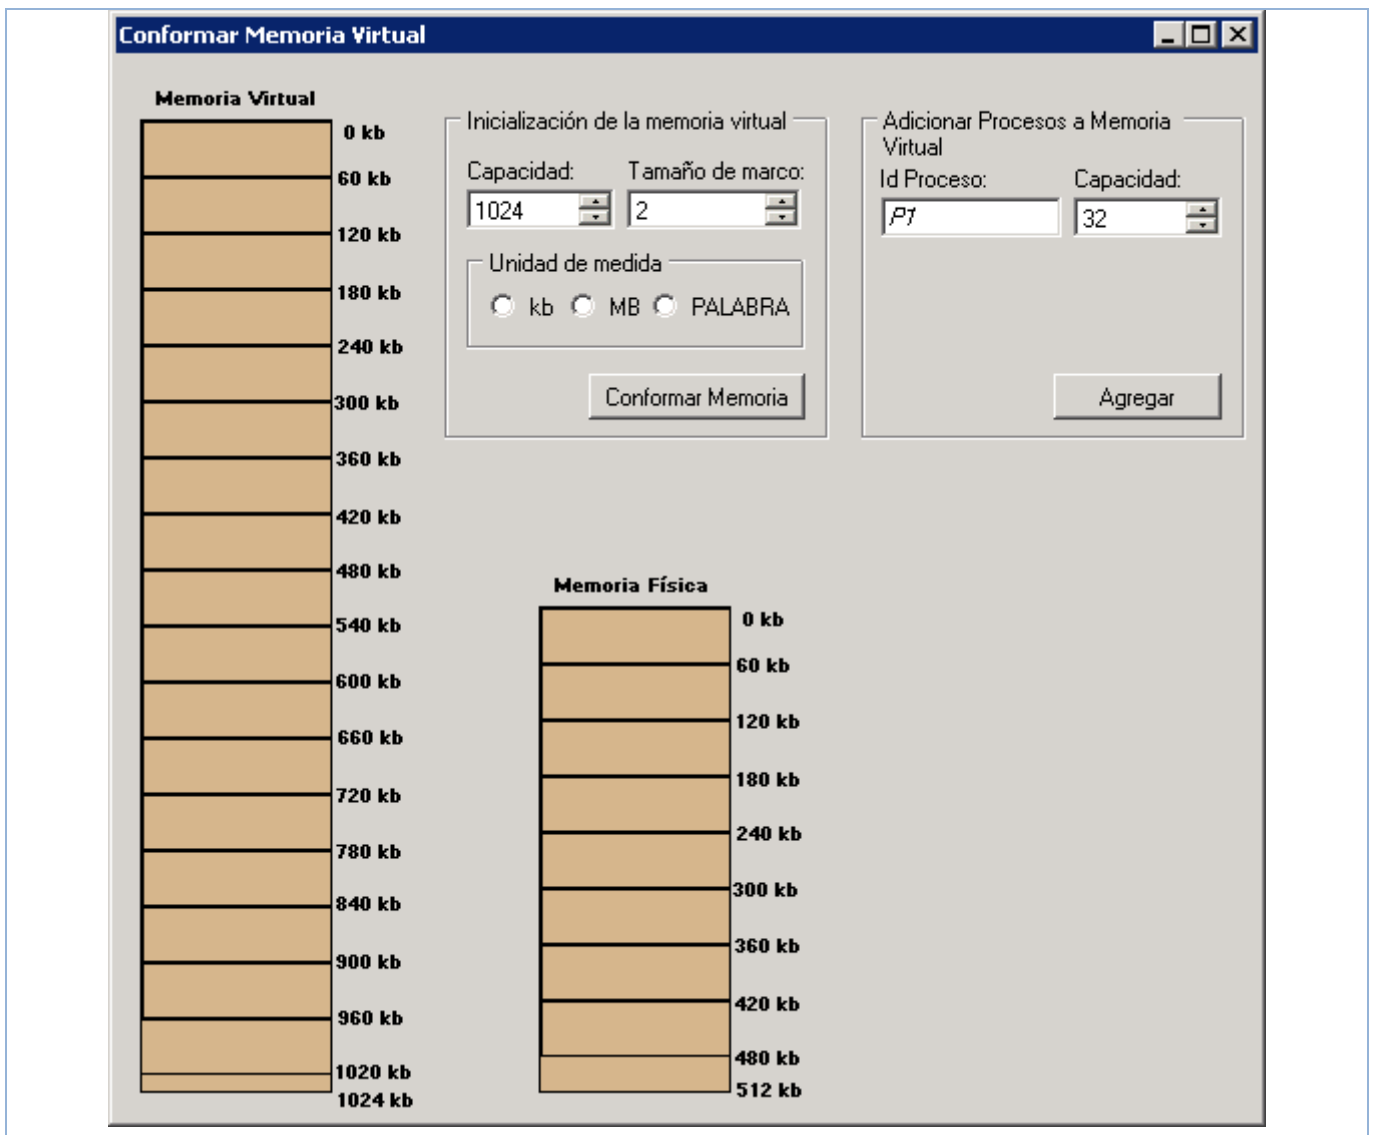 Conformar Memoria Virtual
Memoria Virtual
0 kb
60 kb
120 kb
180 kb
240 kb
300 kb
360 kb
420 kb
480 kb
540 kb
600 kb
660 kb
720 kb
780 kb
840 kb
900 kb
960 kb
1020 kb
1024 kb
Inicialización de la memoria virtual
Capacidad: Tamaño de marco:
1024 2
Unidad de medida
kb MB PALABRA
Conformar Memoria
Adicionar Procesos a Memoria
Virtual
Id Proceso: Capacidad:
P1 32
Agregar
Memoria Física
0 kb
60 kb
120 kb
180 kb
240 kb
300 kb
360 kb
420 kb
480 kb
512 kb